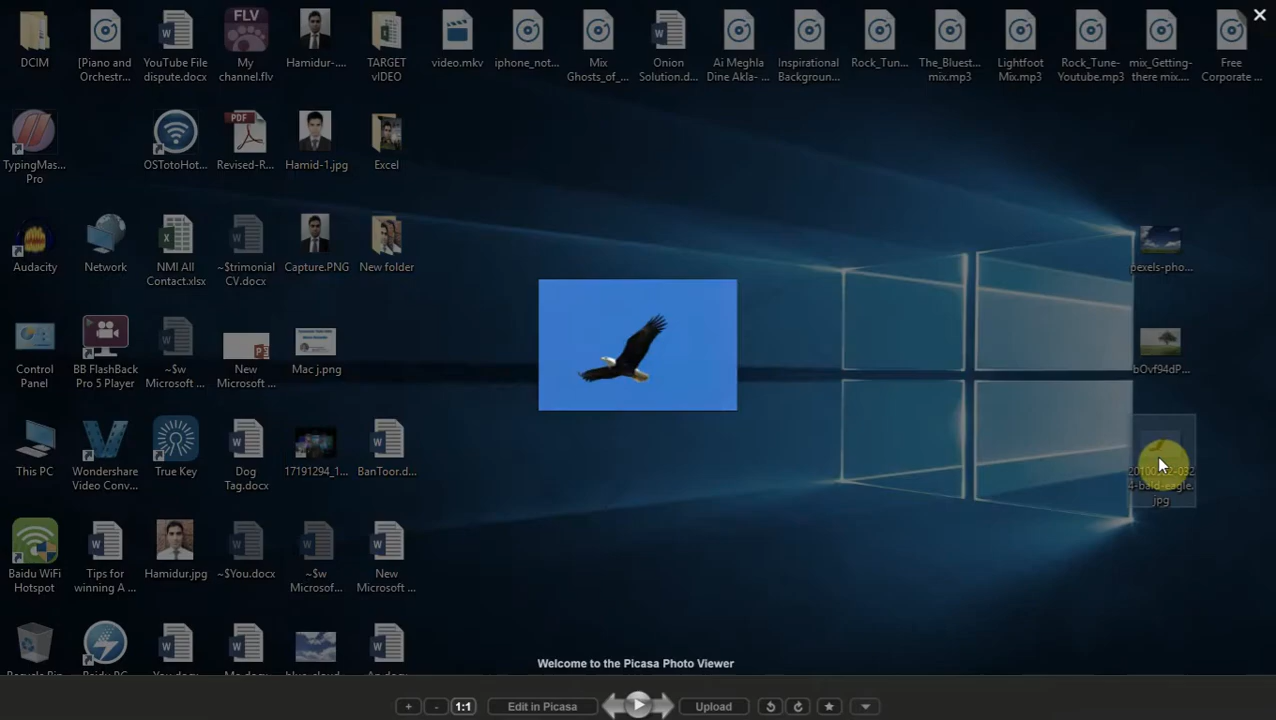 DCIM
[Piano and
Orchestr...
YouTube File
dispute.docx
FLV
My
channel.flv
Hamidur-....
TARGET
vIDEO
video.mkv
iphone_not...
Mix
Ghosts_of_...
Onion
Solution.d...
Ai Meghla
Dine Akla- ...
Inspirational
Backgroun...
Rock_Tun...
The_Bluest...
mix.mp3
Lightfoot
Mix.mp3
Rock_Tune-
Youtube.mp3
mix_Getting-
there mix....
Free
Corporate ...
TypingMas...
Pro
OSTotoHot...
PDF
Revised-R...
Hamid-1.jpg
Excel
Audacity
Network
NMI All
Contact.xlsx
~$trimonial
CV.docx
Capture.PNG
New folder
pexels-pho...
Control
Panel
BB FlashBack
Pro 5 Player
~$w
Microsoft ...
New
Microsoft ...
Mac j.png
bOvf94dP...
This PC
Wondershare
Video Conv...
True Key
Dog
Tag.docx
17191294_1...
BanToor.d...
4-bald-eagle.
jpg
Baidu WiFi
Hotspot
Tips for
winning A ...
Hamidur.jpg
~$You.docx
~$w
Microsof...
New
Microsoft ...
Welcome to the Picasa Photo Viewer
+
-
1:1
Edit in Picasa
Upload